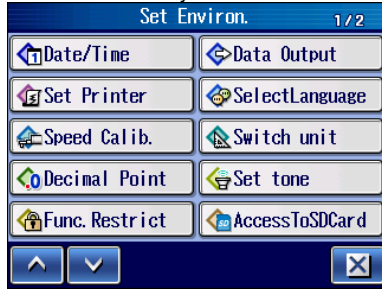 Set Environ. 1/2
Date/Time Data Output
Set Printer SelectLanguage
Speed Calib. Switch unit
Decimal Point Set tone
Func.Restrict AccessToSDCard